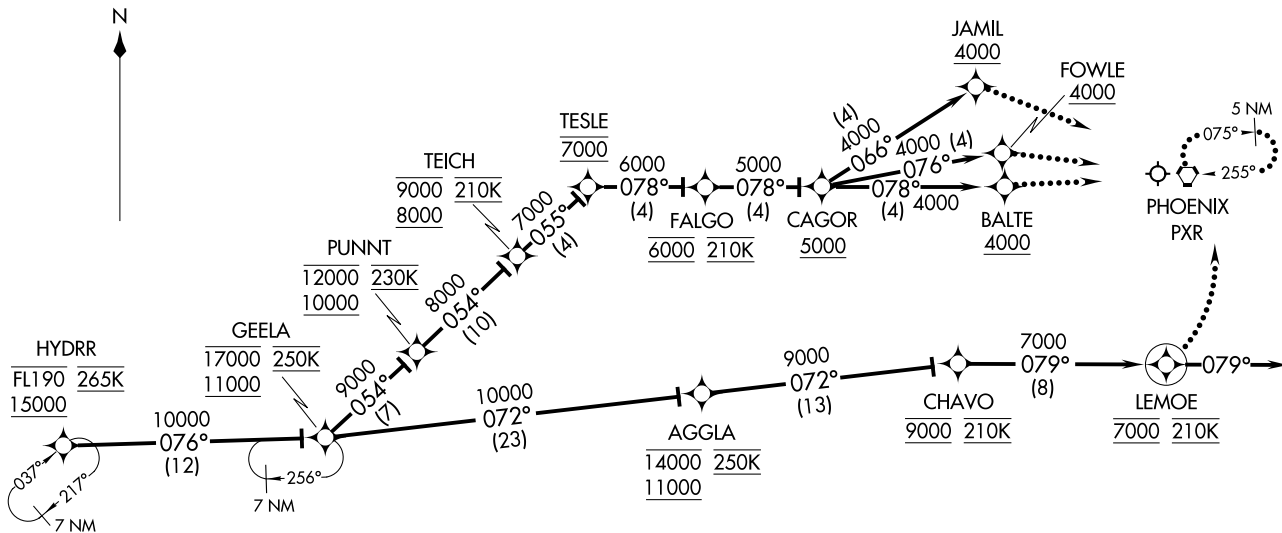 N
JAMIL
4000
FOWLE
4000
5 NM
075°
255°
PHOENIX
PXR
TESLE
7000
TEICH
9000 210K
8000
PUNNT
12000 230K
10000
GEELA
17000 250K
11000
HYDRR
FL190 265K
15000
(4)
4000
066°
4000 (4)
076°
078° 4000
(4)
BALTE
4000
6000
078°
(4)
5000
078°
(4)
FALGO
6000 210K
CAGOR
5000
7000
055°
(4)
8000
054°
(10)
9000
054°
(7)
10000
076°
(12)
037°
217°
7 NM
256°
7 NM
10000
072°
(23)
AGGLA
14000 250K
11000
9000
072°
(13)
CHAVO
9000 210K
7000
079°
(8)
LEMOE
7000 210K
079°